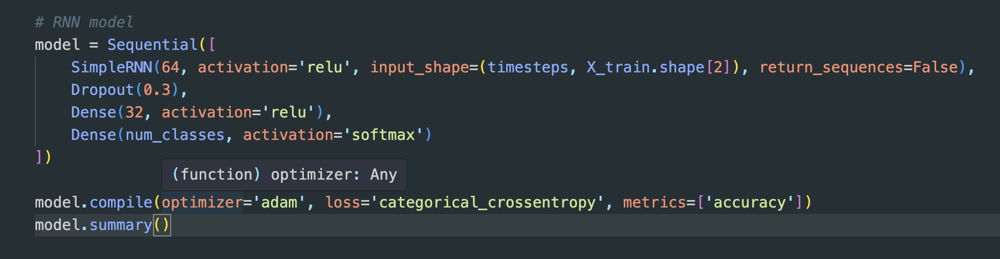 # RNN model
model = Sequential([
    SimpleRNN(64, activation='relu', input_shape=(timesteps, X_train.shape[2]), return_sequences=False),
    Dropout(0.3),
    Dense(32, activation='relu'),
    Dense(num_classes, activation='softmax')
])
(function) optimizer: Any
model.compile(optimizer='adam', loss='categorical_crossentropy', metrics=['accuracy'])
model.summary()